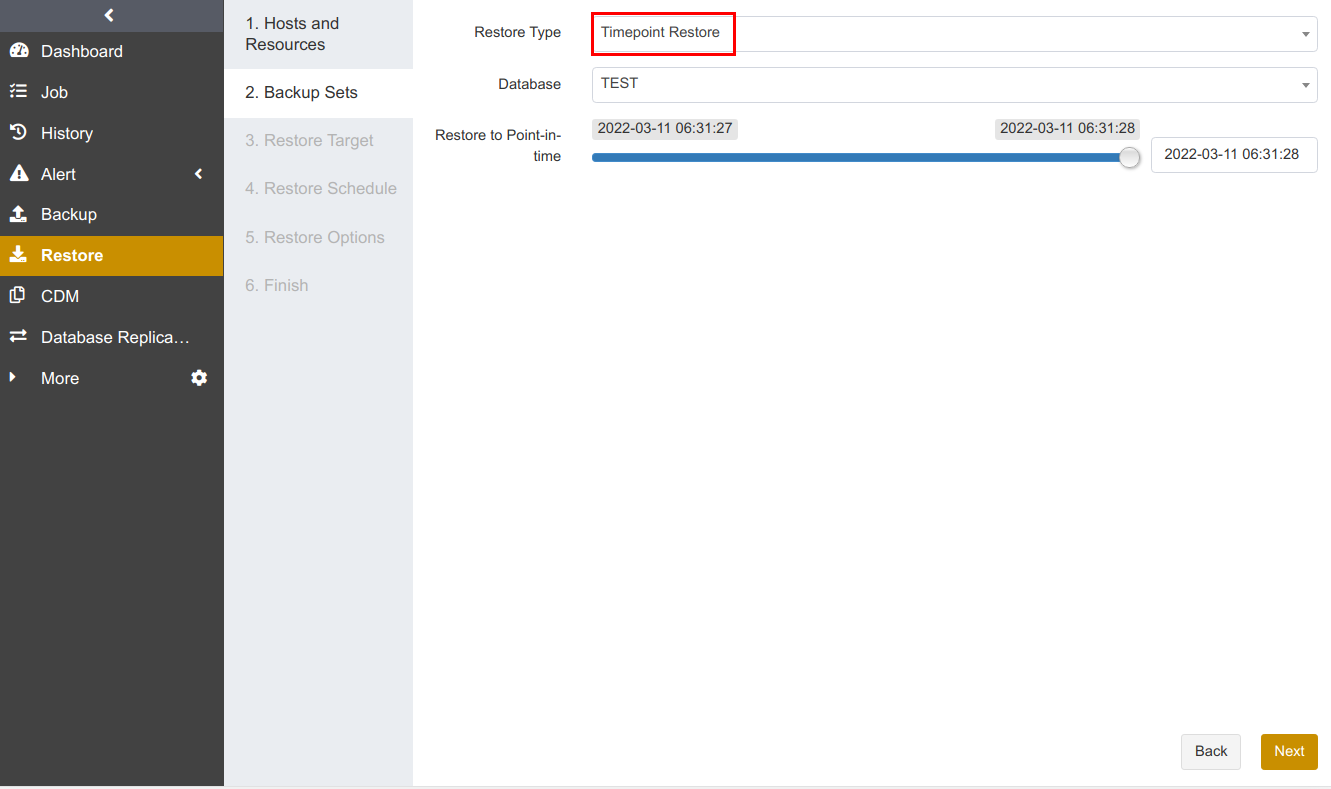 Dashboard
Job
History
Alert
Backup
Restore
CDM
Database Replica…
More
1. Hosts and
Resources
2. Backup Sets
3. Restore Target
4. Restore Schedule
5. Restore Options
6. Finish
Restore Type
Timepoint Restore
Database
TEST
Restore to Point-in-
time
2022-03-11 06:31:27
2022-03-11 06:31:28
2022-03-11 06:31:28
Back
Next